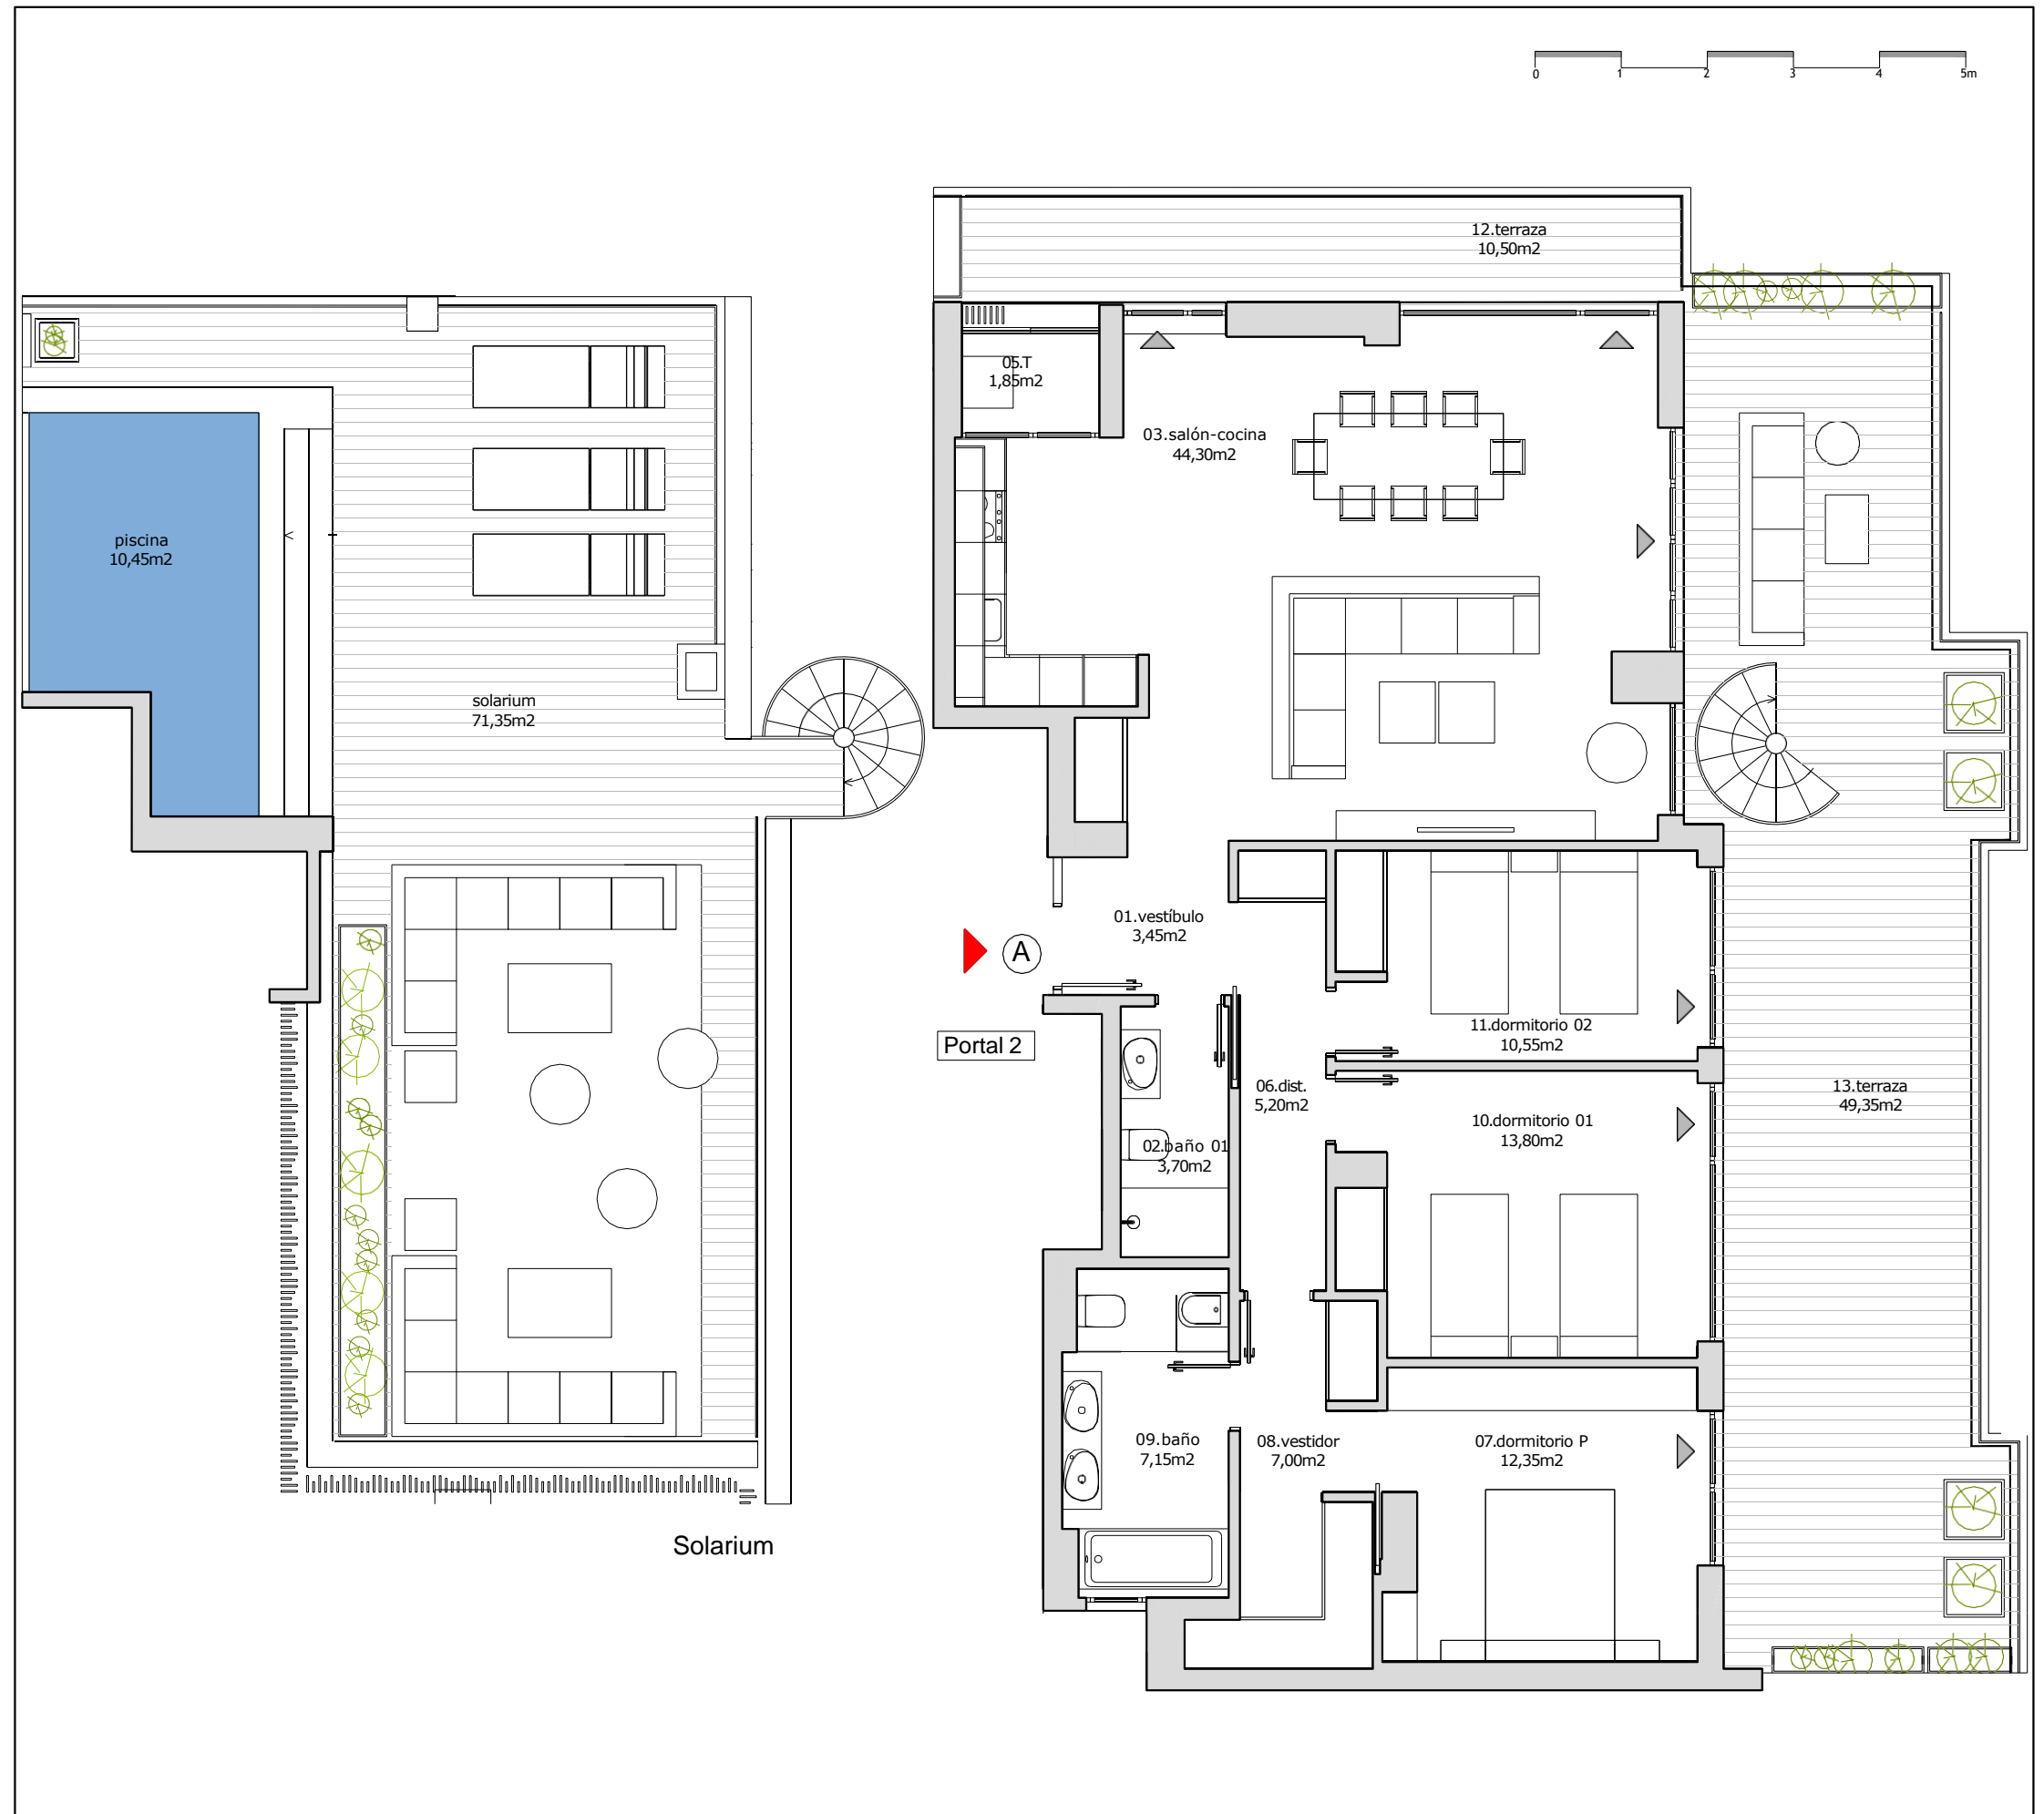 0 1 2 3 4 5m
12.terraza
10,50m2
05.T
1,85m2
03.salón-cocina
44,30m2
piscina
10,45m2
solarium
71,35m2
01.vestíbulo
3,45m2
A
Portal 2
11.dormitorio 02
10,55m2
06.dist.
5,20m2
13.terraza
49,35m2
10.dormitorio 01
13,80m2
02.baño 01
3,70m2
09.baño
7,15m2
08.vestidor
7,00m2
07.dormitorio P
12,35m2
Solarium